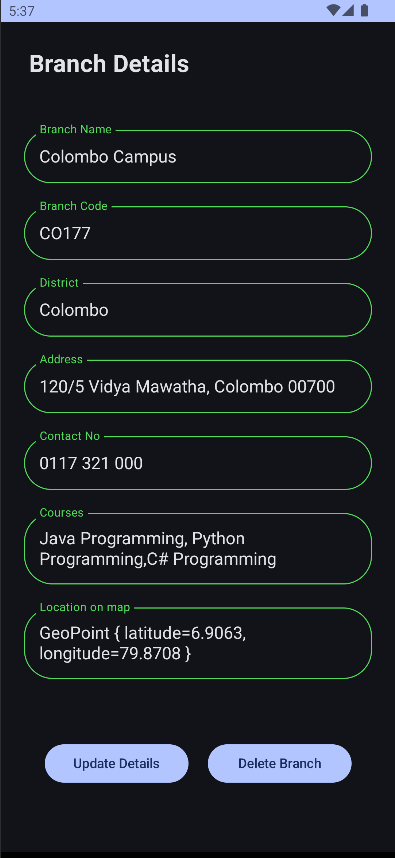 5:37
Branch Details
Branch Name
Colombo Campus
Branch Code
CO177
District
Colombo
Address
120/5 Vidya Mawatha, Colombo 00700
Contact No
0117 321 000
Courses
Java Programming, Python
Programming,C# Programming
Location on map
GeoPoint { latitude=6.9063,
longitude=79.8708 }
Update Details
Delete Branch